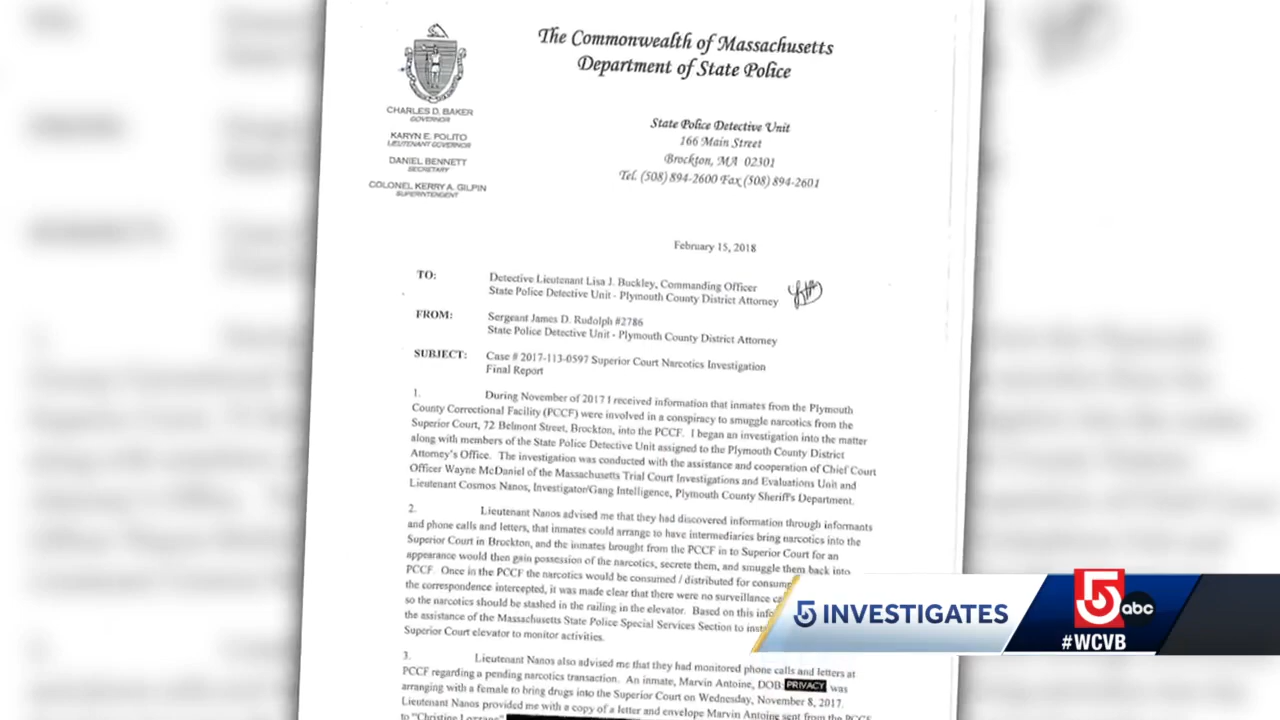 The Commonwealth of Massachusetts
Department of State Police
CHARLES D. BAKER
GOVERNOR
KARYN E. POLITO
LIEUTENANT GOVERNOR
DANIEL BENNETT
SECRETARY
COLONEL KERRY A. GILPIN
SUPERINTENDENT
State Police Detective Unit
166 Main Street
Brockton, MA 02301
Tel. (508) 894-2600 Fax (508) 894-2601
February 15, 2018
TO: Detective Lieutenant Lisa J. Buckley, Commanding Officer
State Police Detective Unit - Plymouth County District Attorney
FROM: Sergeant James D. Rudolph #2786
State Police Detective Unit - Plymouth County District Attorney
SUBJECT: Case # 2017-113-0597 Superior Court Narcotics Investigation
Final Report
1. During November of 2017 I received information that inmates from the Plymouth
County Correctional Facility (PCCF) were involved in a conspiracy to smuggle narcotics from the
Superior Court, 72 Belmont Street, Brockton, into the PCCF. I began an investigation into the matter
along with members of the State Police Detective Unit assigned to the Plymouth County District
Attorney's Office. The investigation was conducted with the assistance and cooperation of Chief Court
Officer Wayne McDaniel of the Massachusetts Trial Court Investigations and Evaluations Unit and
Lieutenant Cosmos Nanos, Investigator/Gang Intelligence, Plymouth County Sheriff's Department.
2. Lieutenant Nanos advised me that they had discovered information through informants
and phone calls and letters, that inmates could arrange to have intermediaries bring narcotics into the
Superior Court in Brockton, and the inmates brought from the PCCF in to Superior Court for an
appearance would then gain possession of the narcotics, secrete them, and smuggle them back into
PCCF. Once in the PCCF the narcotics would be consumed / distributed for
the correspondence intercepted, it was made clear that there were no surveillance
so the narcotics should be stashed in the railing in the elevator. Based on this
the assistance of the Massachusetts State Police Special Services Section to
Superior Court elevator to monitor activities.
3. Lieutenant Nanos also advised me that they had monitored phone calls and letters at
PCCF regarding a pending narcotics transaction. An inmate, Marvin Antoine, DOB: PRIVACY was
arranging with a female to bring drugs into the Superior Court on Wednesday, November 8, 2017.
Lieutenant Nanos provided me with a copy of a letter and envelope Marvin Antoine sent from the PCCF
to "Christine
5 INVESTIGATES
5 abc
#WCVB